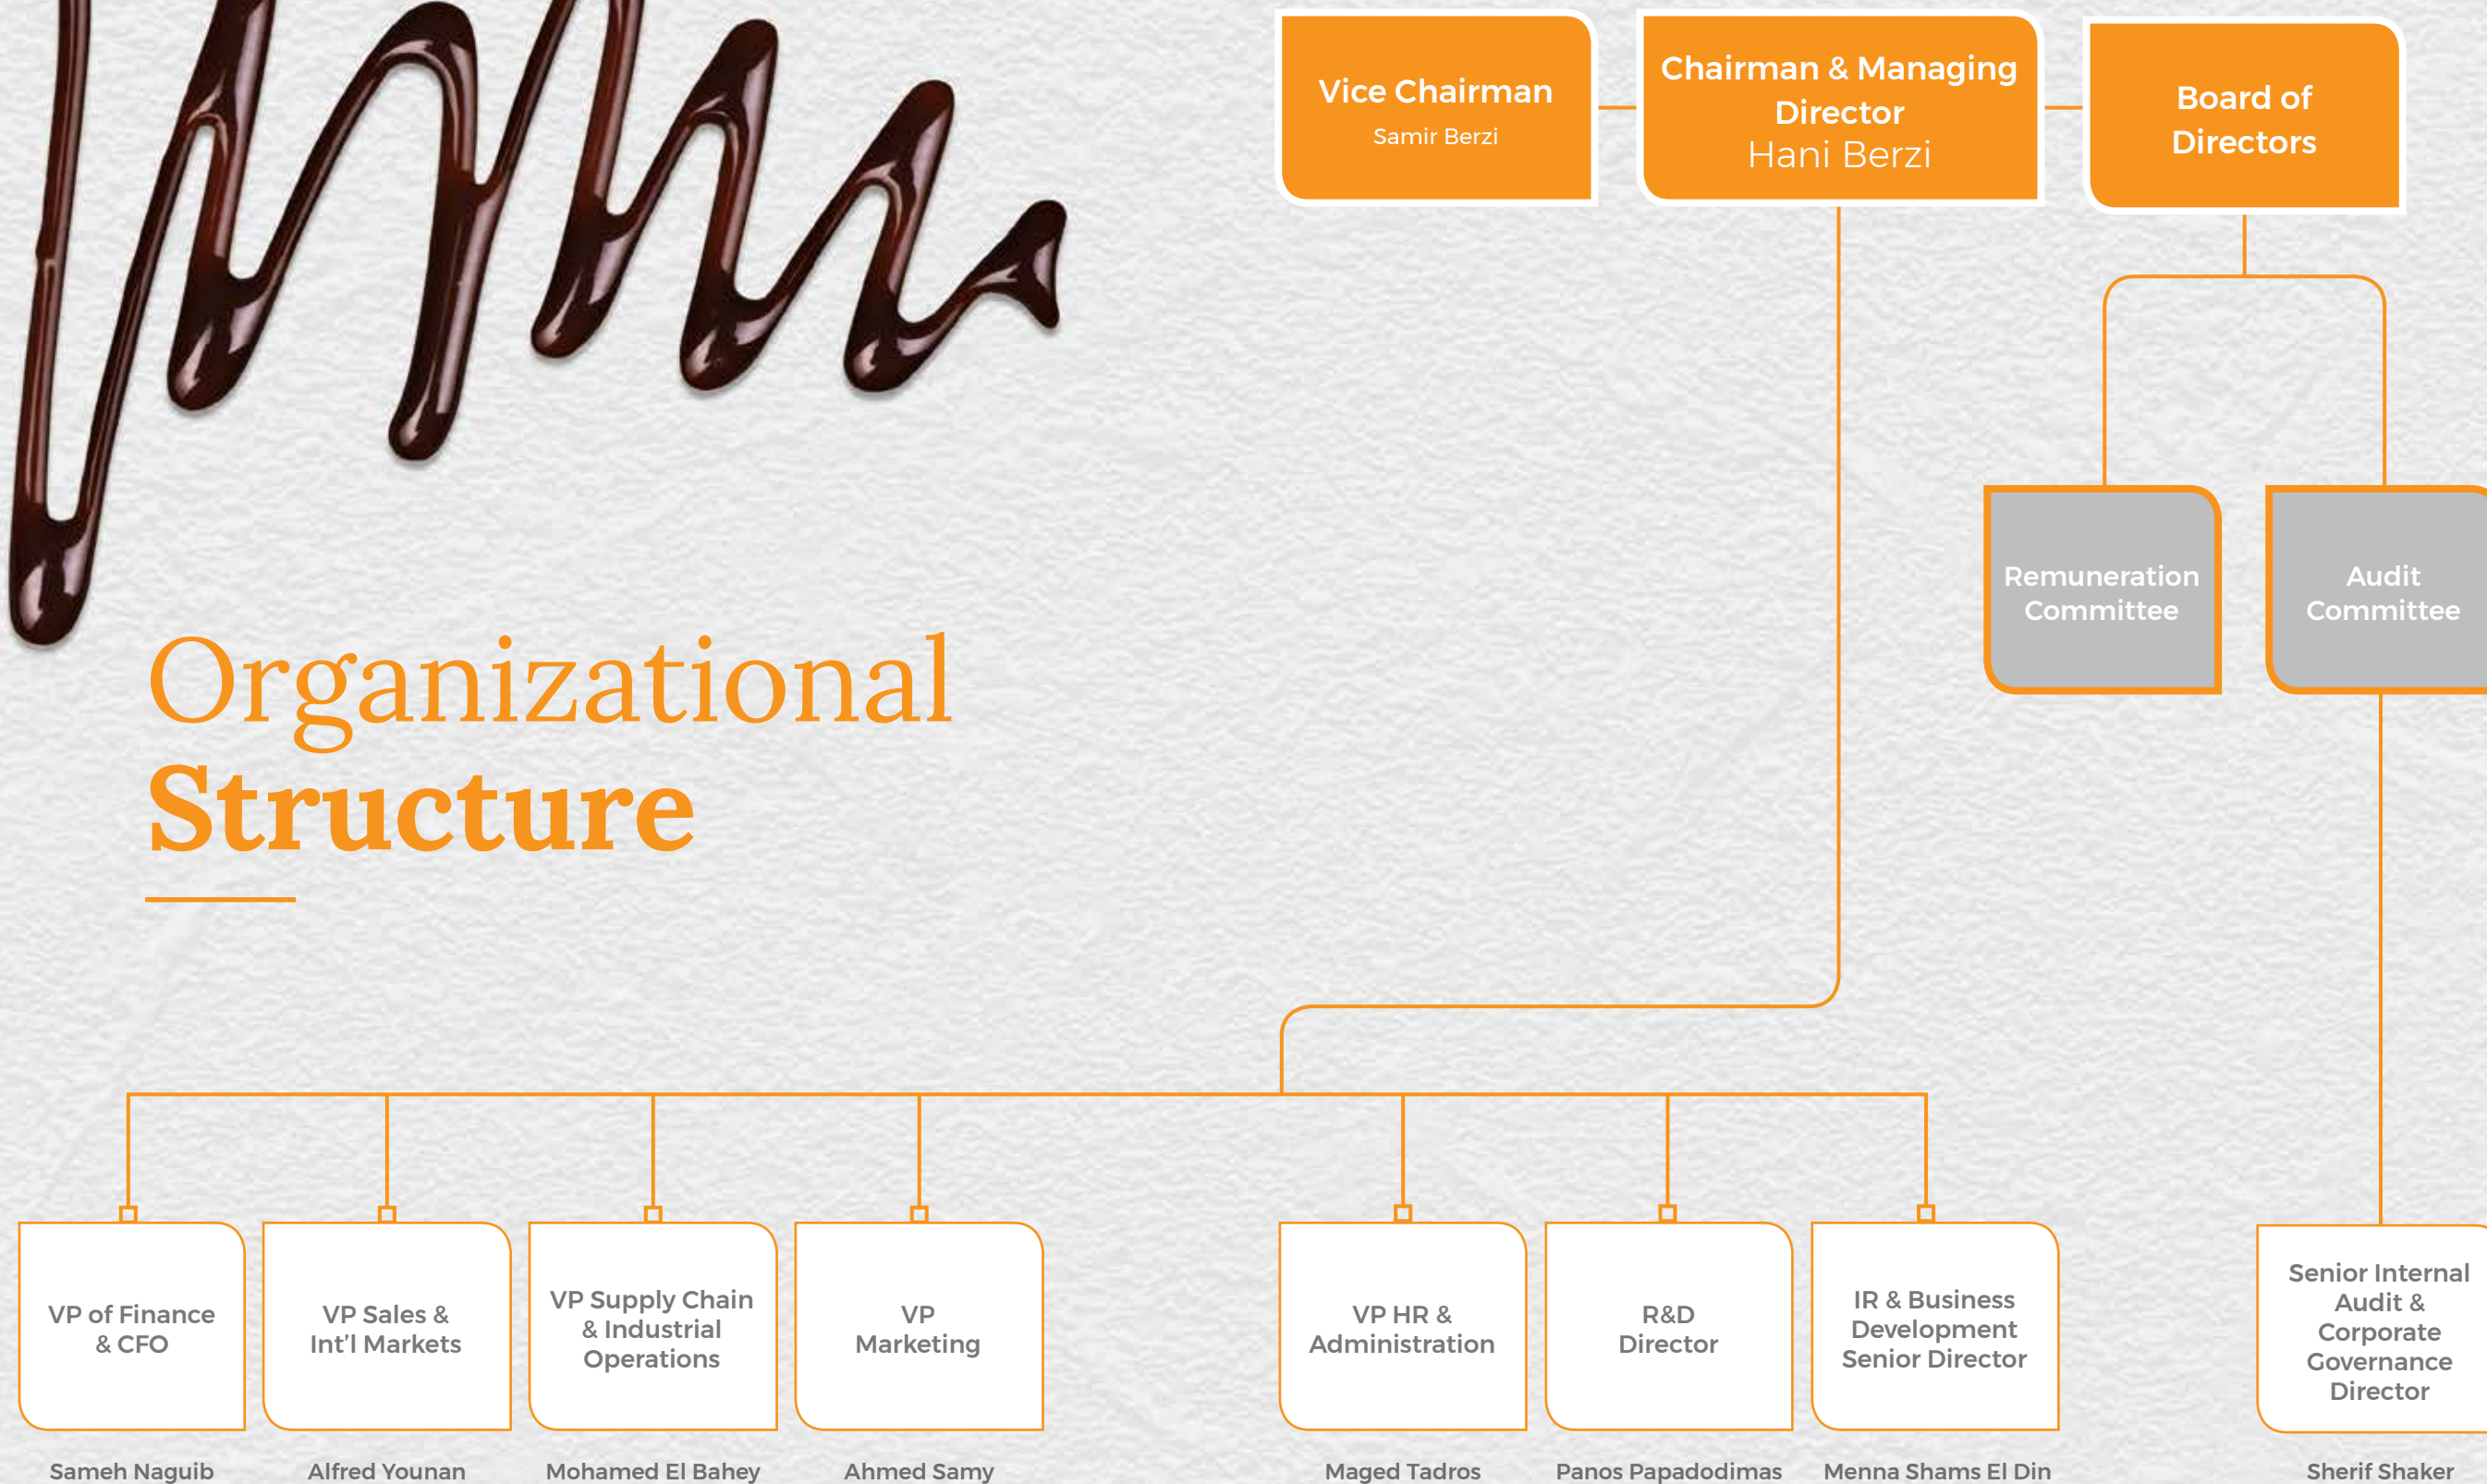 Vice Chairman
Samir Berzi
Chairman & Managing
Director
Hani Berzi
Board of
Directors
Remuneration
Committee
Audit
Committee
Organizational
Structure
VP of Finance
& CFO
Sameh Naguib
VP Sales &
Int’l Markets
Alfred Younan
VP Supply Chain
& Industrial
Operations
Mohamed El Bahey
VP
Marketing
Ahmed Samy
VP HR &
Administration
Maged Tadros
R&D
Director
Panos Papadodimas
IR & Business
Development
Senior Director
Menna Shams El Din
Senior Internal
Audit &
Corporate
Governance
Director
Sherif Shaker